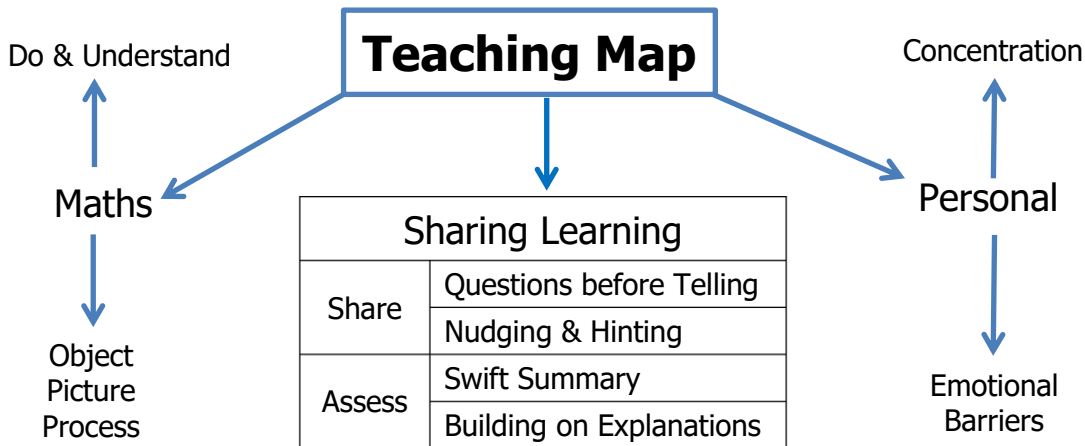 Teaching Map
Do & Understand
Maths
Object
Picture
Process
Sharing Learning
Share
Questions before Telling
Nudging & Hinting
Assess
Swift Summary
Building on Explanations
Concentration
Personal
Emotional
Barriers